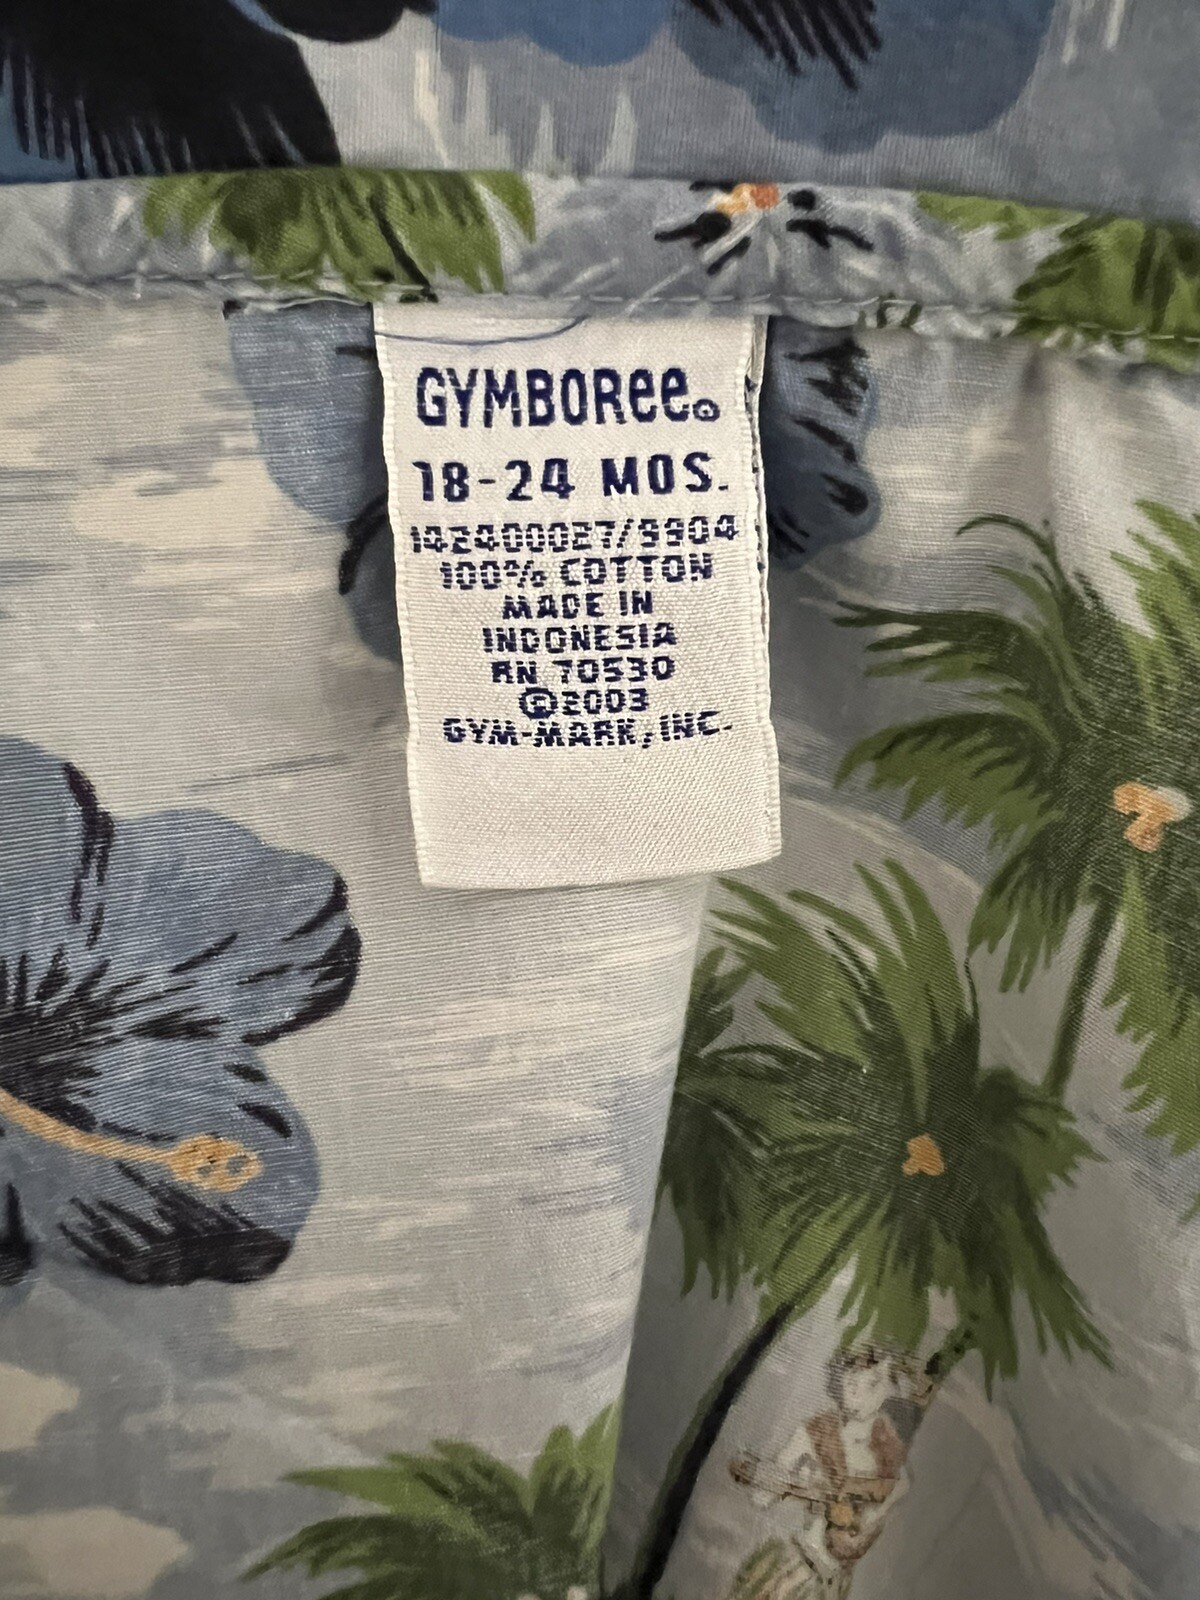 GYMBOREE®
18-24 MOS.
142400027/9904
100% COTTON
MADE IN
INDONESIA
RN 70530
©2003
GYM-MARK, INC.